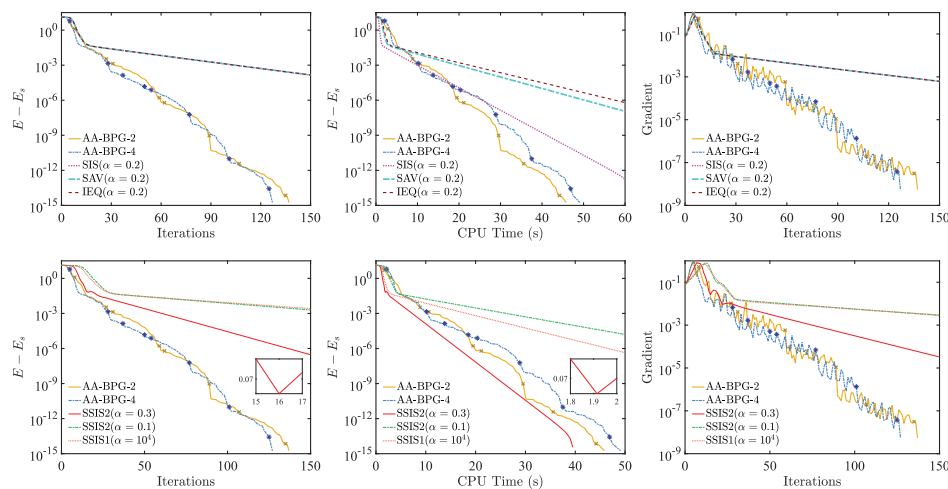 E − E_s
10^0
10^-3
10^-6
10^-9
10^-12
10^-15
AA-BPG-2
AA-BPG-4
SIS(α = 0.2)
SAV(α = 0.2)
IEQ(α = 0.2)
0 30 60 90 120 150
Iterations
E − E_s
10^0
10^-3
10^-6
10^-9
10^-12
10^-15
AA-BPG-2
AA-BPG-4
SIS(α = 0.2)
SAV(α = 0.2)
IEQ(α = 0.2)
0 10 20 30 40 50 60
CPU Time (s)
Gradient
10^-1
10^-3
10^-5
10^-7
10^-9
AA-BPG-2
AA-BPG-4
SIS(α = 0.2)
SAV(α = 0.2)
IEQ(α = 0.2)
0 30 60 90 120 150
Iterations
E − E_s
10^0
10^-3
10^-6
10^-9
10^-12
10^-15
0.07
15 16 17
AA-BPG-2
AA-BPG-4
SSIS2(α = 0.3)
SSIS2(α = 0.1)
SSIS1(α = 10^4)
0 50 100 150
Iterations
E − E_s
10^0
10^-3
10^-6
10^-9
10^-12
10^-15
0.07
1.8 1.9 2
AA-BPG-2
AA-BPG-4
SSIS2(α = 0.3)
SSIS2(α = 0.1)
SSIS1(α = 10^4)
0 10 20 30 40 50
CPU Time (s)
Gradient
10^-1
10^-3
10^-5
10^-7
10^-9
AA-BPG-2
AA-BPG-4
SSIS2(α = 0.3)
SSIS2(α = 0.1)
SSIS1(α = 10^4)
0 50 100 150
Iterations